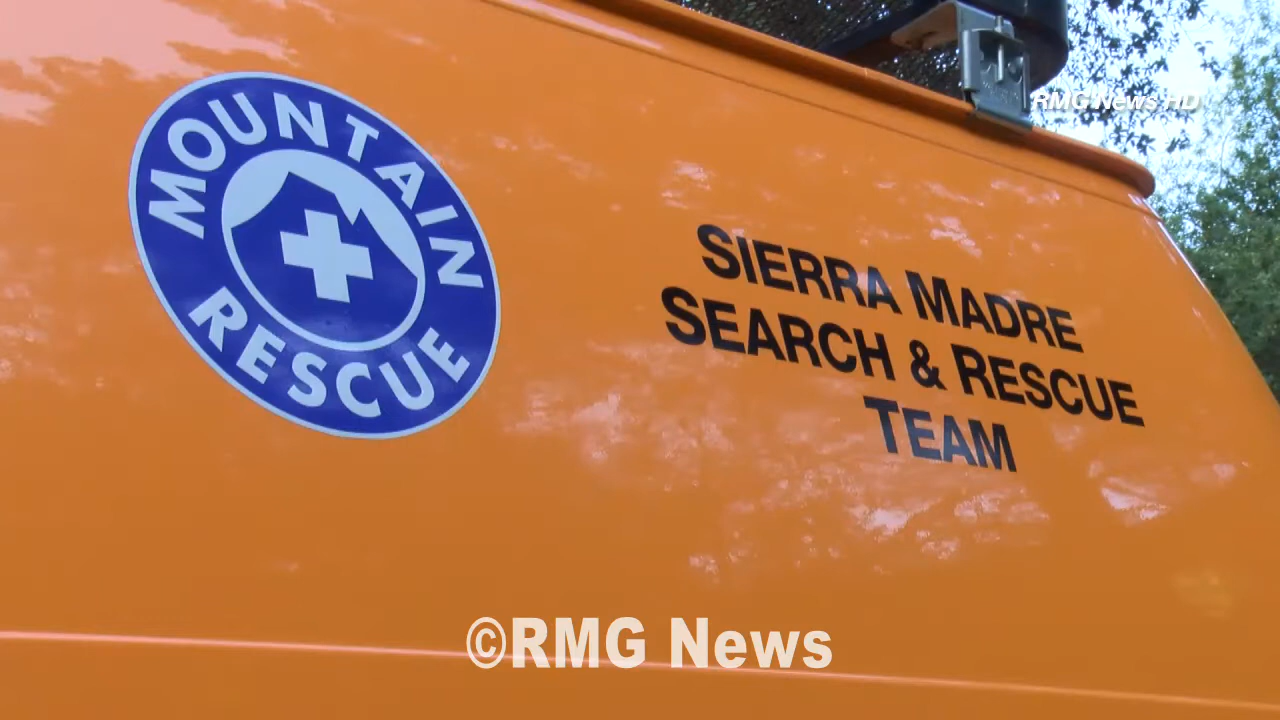 MOUNTAIN
RESCUE
RMG News HD
SIERRA MADRE
SEARCH & RESCUE
TEAM
©RMG News